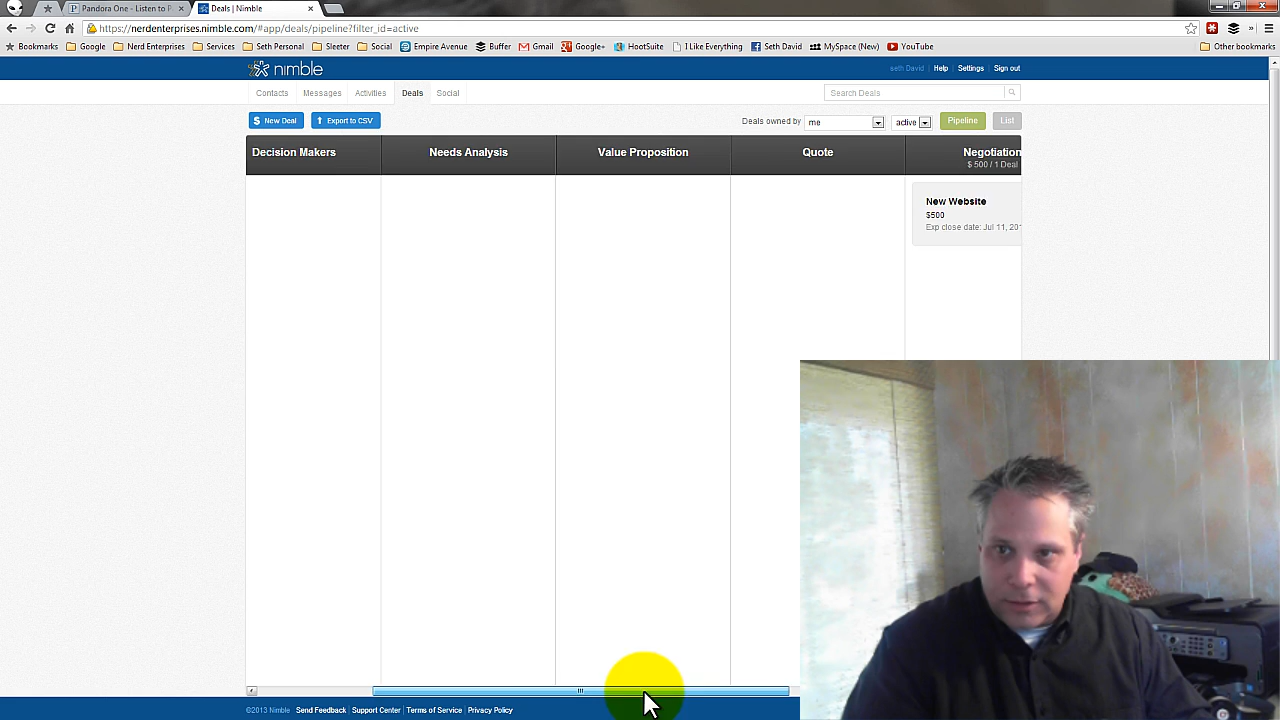 Pandora One - Listen to P
Deals | Nimble
https://nerdenterprises.nimble.com/#app/deals/pipeline?filter_id=active
Bookmarks Google Nerd Enterprises Services Seth Personal Sleeter Social Empire Avenue Buffer Gmail Google+ HootSuite I Like Everything Seth David MySpace (New) YouTube Other bookmarks
nimble
seth David Help Settings Sign out
Contacts Messages Activities Deals Social Search Deals
$ New Deal Export to CSV Deals owned by me active Pipeline List
Decision Makers Needs Analysis Value Proposition Quote Negotiation
$ 500 / 1 Deal
New Website
$500
Exp close date: Jul 11, 201
©2013 Nimble Send Feedback Support Center Terms of Service Privacy Policy